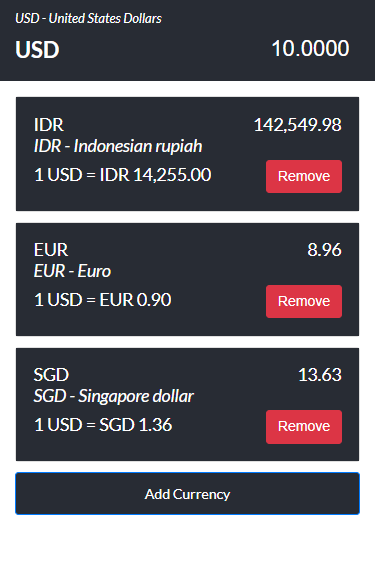 USD - United States Dollars
USD 10.0000
IDR 142,549.98
IDR - Indonesian rupiah
1 USD = IDR 14,255.00 Remove
EUR 8.96
EUR - Euro
1 USD = EUR 0.90 Remove
SGD 13.63
SGD - Singapore dollar
1 USD = SGD 1.36 Remove
Add Currency